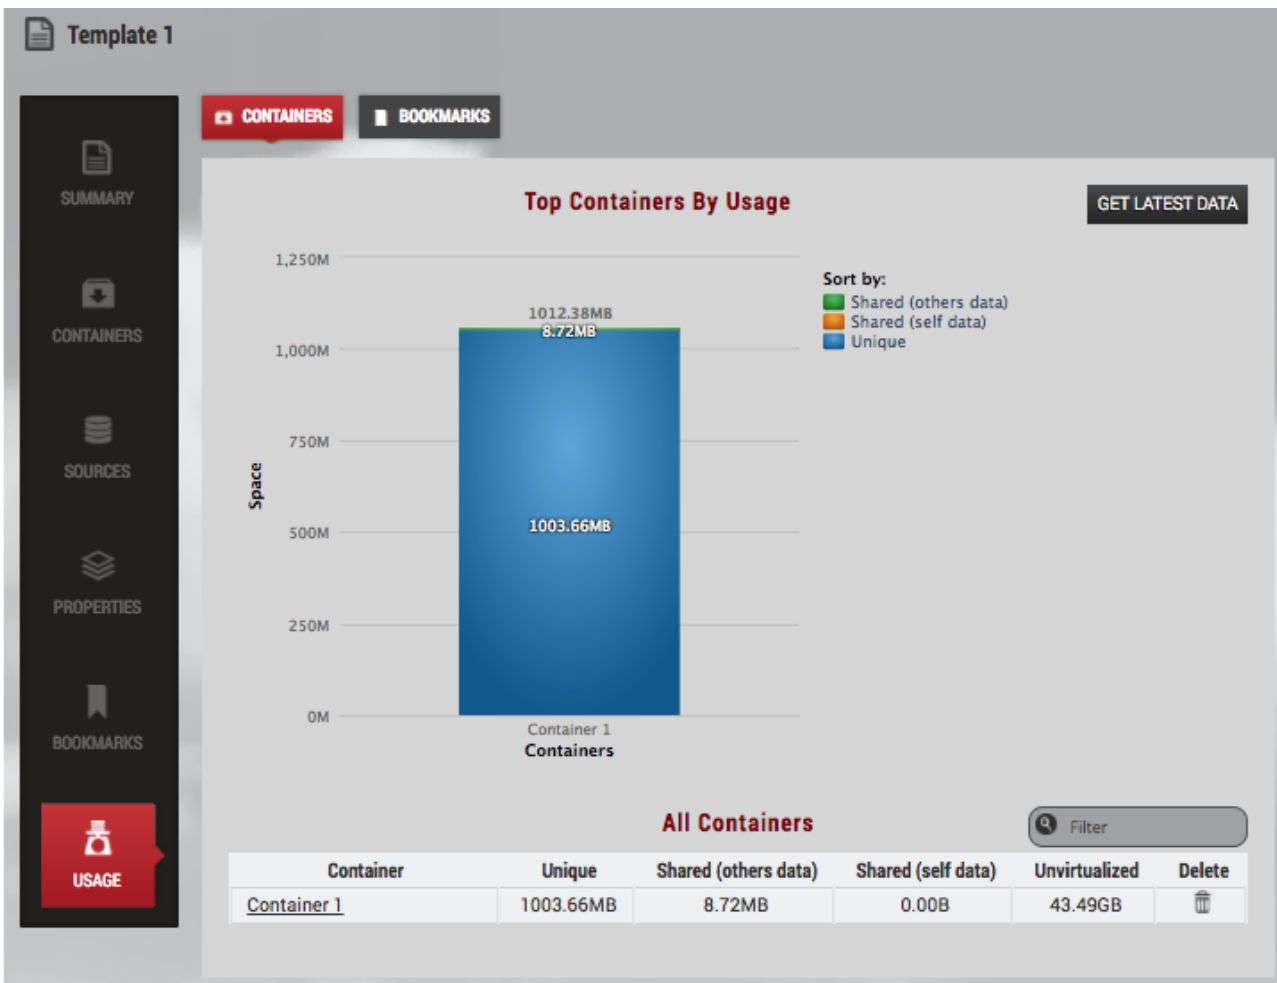 Template 1
CONTAINERS
BOOKMARKS
SUMMARY
CONTAINERS
SOURCES
PROPERTIES
BOOKMARKS
USAGE
Top Containers By Usage
GET LATEST DATA
1,250M
1,000M
750M
500M
250M
0M
Space
1012.38MB
8.72MB
1003.66MB
Container 1
Containers
Sort by:
Shared (others data)
Shared (self data)
Unique
All Containers
Filter
Container Unique Shared (others data) Shared (self data) Unvirtualized Delete
Container 1 1003.66MB 8.72MB 0.00B 43.49GB